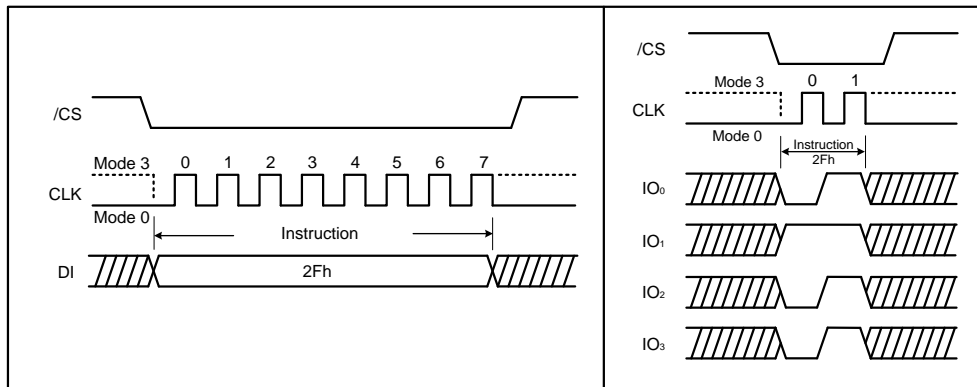 /CS
Mode 3
0 1 2 3 4 5 6 7
CLK
Mode 0
Instruction
DI
2Fh
/CS
Mode 3
0 1
CLK
Mode 0
Instruction
2Fh
IO0
IO1
IO2
IO3